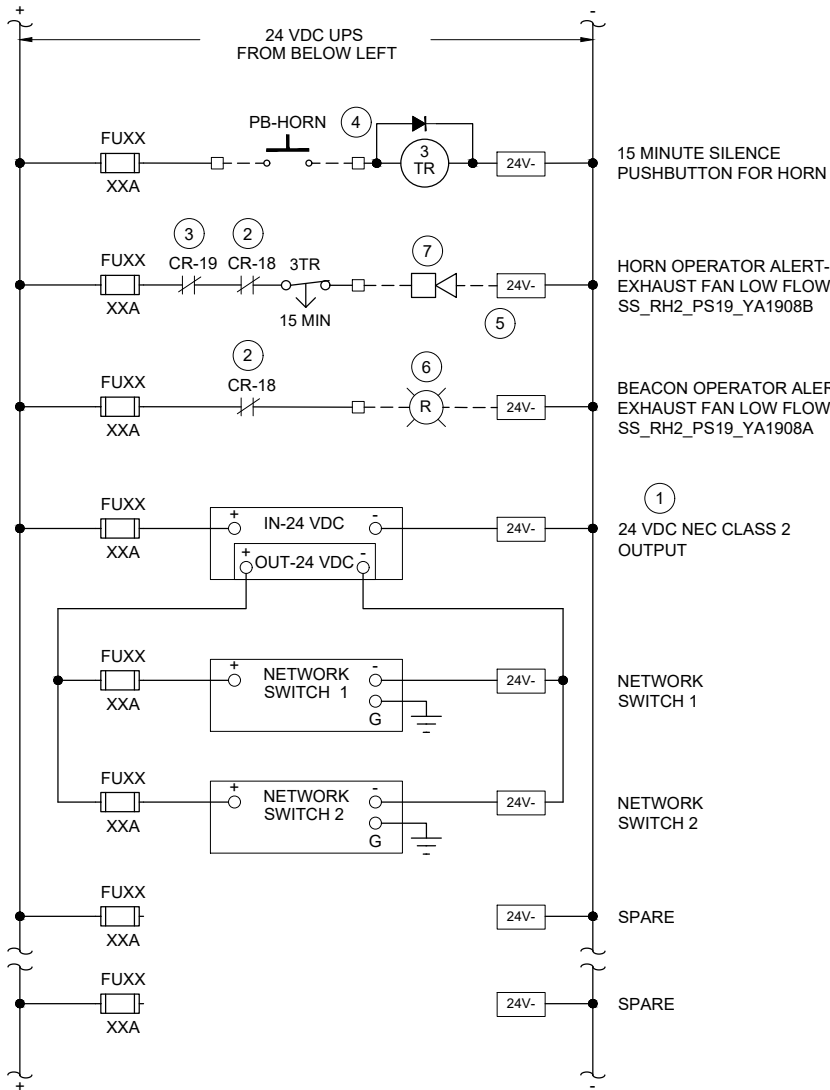 + -
24 VDC UPS
FROM BELOW LEFT
PB-HORN 4
FUXX
XXA
3
TR
24V-
15 MINUTE SILENCE
PUSHBUTTON FOR HORN
3 2 7
FUXX CR-19 CR-18 3TR
XXA
15 MIN
24V-
5
HORN OPERATOR ALERT-
EXHAUST FAN LOW FLOW
SS_RH2_PS19_YA1908B
2 6
FUXX CR-18
XXA
R
24V-
BEACON OPERATOR ALER
EXHAUST FAN LOW FLOW
SS_RH2_PS19_YA1908A
1
FUXX
XXA
+ IN-24 VDC -
+ OUT-24 VDC -
24V-
24 VDC NEC CLASS 2
OUTPUT
FUXX
XXA
+ NETWORK -
SWITCH 1
G
24V-
NETWORK
SWITCH 1
FUXX
XXA
+ NETWORK -
SWITCH 2
G
24V-
NETWORK
SWITCH 2
FUXX
XXA
24V-
SPARE
FUXX
XXA
24V-
SPARE
+ -